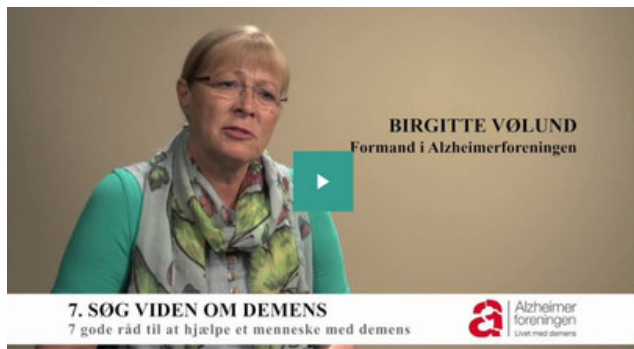 BIRGITTE VØLUND
Formand i Alzheimerforeningen
7. SØG VIDEN OM DEMENS
7 gode råd til at hjælpe et menneske med demens
Alzheimer
foreningen
Livet med demens